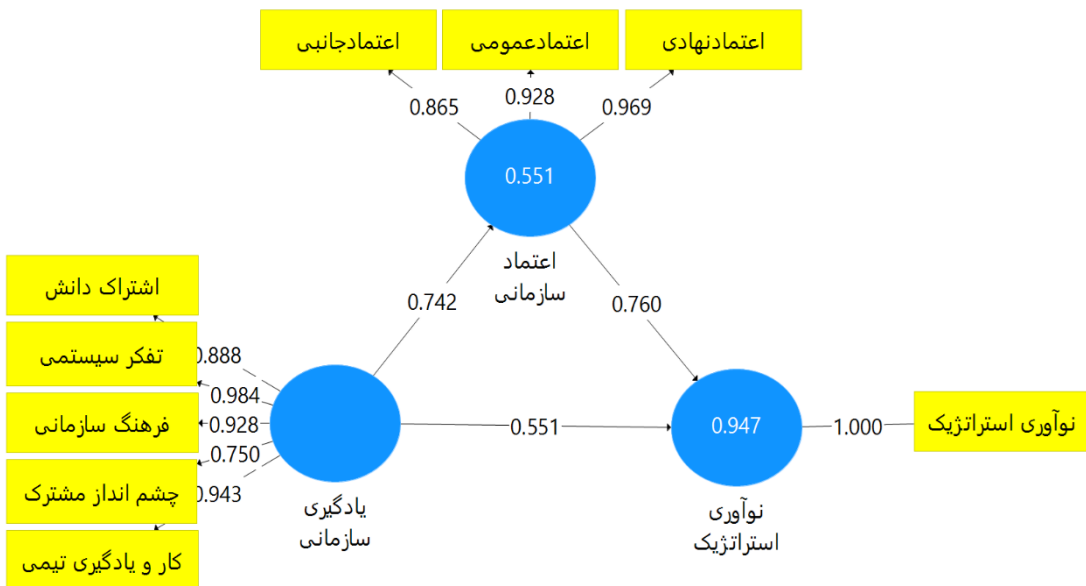 اعتمادنهادی
اعتمادعمومی
اعتمادجانبی
0.969
0.928
0.865
0.551
اعتماد
سازمانی
0.742
0.760
اشتراک دانش
تفکر سیستمی
فرهنگ سازمانی
چشم انداز مشترک
کار و یادگیری تیمی
0.888
0.984
0.928
0.750
0.943
یادگیری
سازمانی
0.551
0.947
نوآوری
استراتژیک
1.000
نوآوری استراتژیک